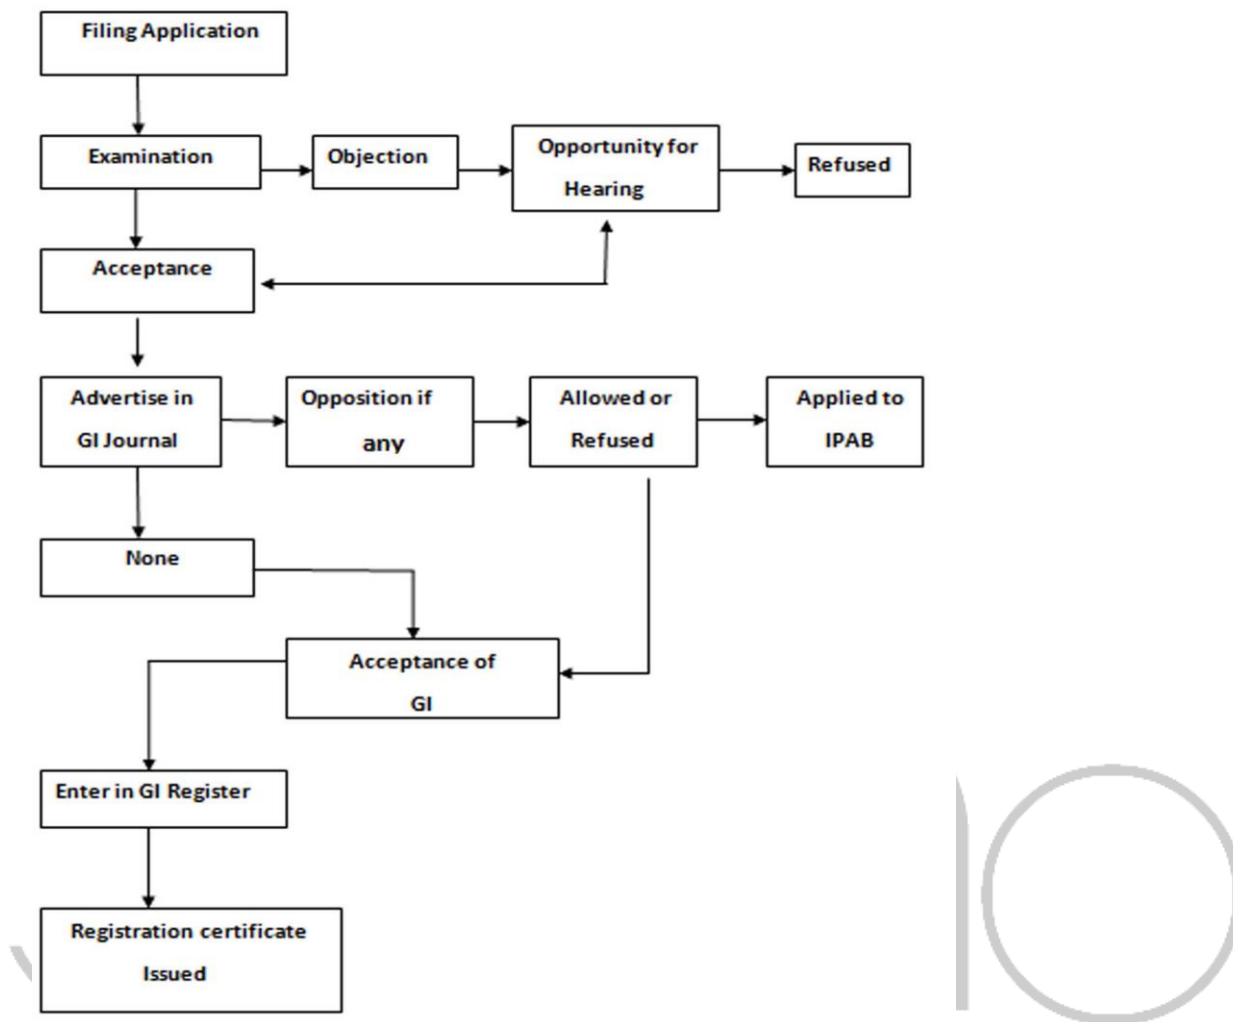 Filing Application
Examination
Objection
Opportunity for
Hearing
Refused
Acceptance
Advertise in
GI Journal
Opposition if
any
Allowed or
Refused
Applied to
IPAB
None
Acceptance of
GI
Enter in GI Register
Registration certificate
Issued